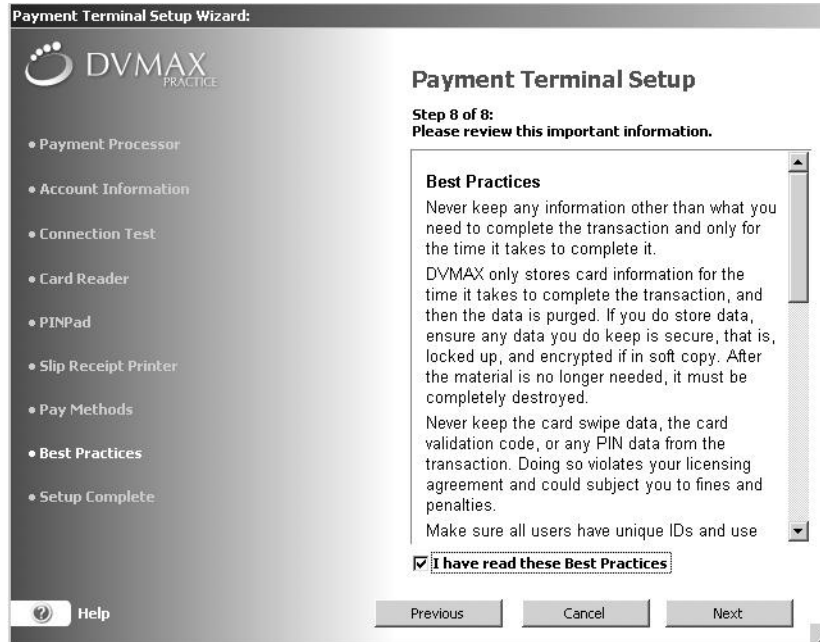 Payment Terminal Setup Wizard:
DVMAX
PRACTICE
• Payment Processor
• Account Information
• Connection Test
• Card Reader
• PINPad
• Slip Receipt Printer
• Pay Methods
• Best Practices
• Setup Complete
? Help
Payment Terminal Setup
Step 8 of 8:
Please review this important information.
Best Practices
Never keep any information other than what you
need to complete the transaction and only for
the time it takes to complete it.
DVMAX only stores card information for the
time it takes to complete the transaction, and
then the data is purged. If you do store data,
ensure any data you do keep is secure, that is,
locked up, and encrypted if in soft copy. After
the material is no longer needed, it must be
completely destroyed.
Never keep the card swipe data, the card
validation code, or any PIN data from the
transaction. Doing so violates your licensing
agreement and could subject you to fines and
penalties.
Make sure all users have unique IDs and use
I have read these Best Practices
Previous
Cancel
Next